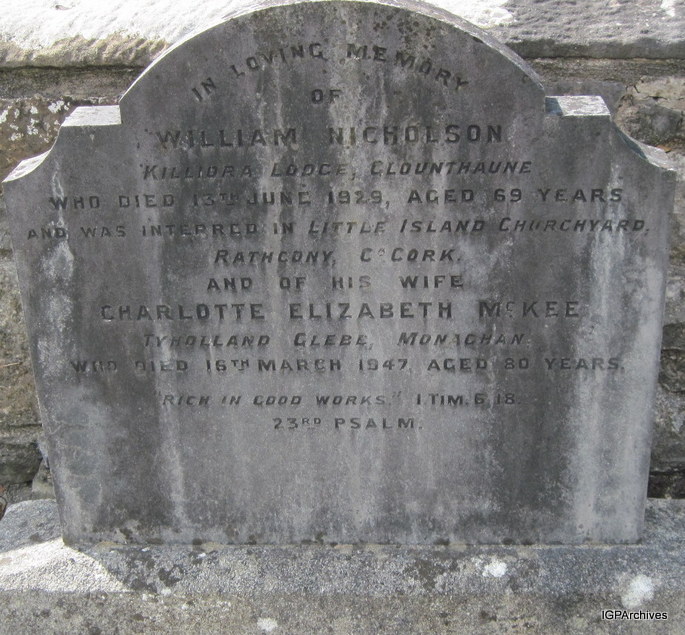 IN LOVING MEMORY
OF
WILLIAM NICHOLSON
KILLIORA LODGE, GLOUNTHAUNE
WHO DIED 13TH JUNE 1929, AGED 69 YEARS
AND WAS INTERRED IN LITTLE ISLAND CHURCHYARD,
RATHCONY, CO CORK.
AND OF HIS WIFE
CHARLOTTE ELIZABETH MCKEE
TYHOLLAND GLEBE, MONAGHAN.
WHO DIED 16TH MARCH 1947, AGED 80 YEARS.
"RICH IN GOOD WORKS." 1 TIM. 6. 18.
23RD PSALM.
IGPArchives